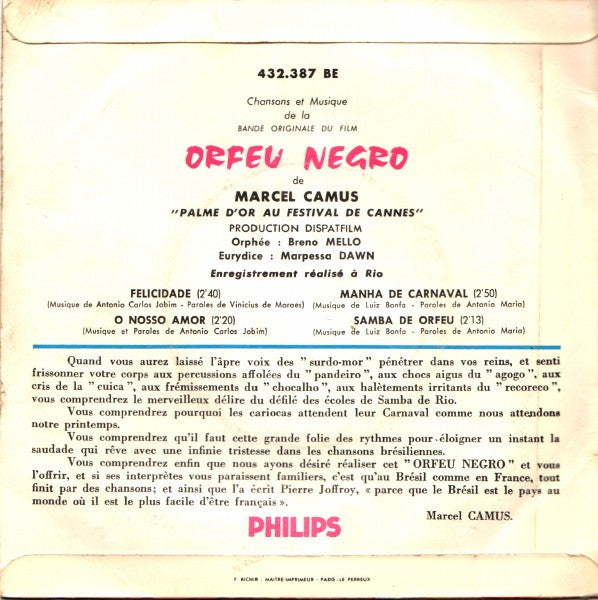 432.387 BE
Chansons et Musique
de la
BANDE ORIGINALE DU FILM
ORFEU NEGRO
de
MARCEL CAMUS
"PALME D'OR AU FESTIVAL DE CANNES"
PRODUCTION DISPATFILM
Orphée : Breno MELLO
Eurydice : Marpessa DAWN
Enregistrement réalisé à Rio
FELICIDADE (2'40)
(Musique de Antonio Carlos Jobim - Paroles de Vinicius de Moraes)
O NOSSO AMOR (2'20)
(Musique et Paroles de Antonio Carlos Jobim)
MANHA DE CARNAVAL (2'50)
(Musique de Luiz Bonfa - Paroles de Antonio Maria)
SAMBA DE ORFEU (2'13)
(Musique de Luiz Bonfa - Paroles de Antonio Maria)
Quand vous aurez laissé l'âpre voix des "surdo-mor" pénétrer dans vos reins, et senti
frissonner votre corps aux percussions affolées du "pandeiro", aux chocs aigus du "agogo", aux
cris de la "cuica", aux frémissements du "chocalho", aux halètements irritants du "recoreco",
vous comprendrez le merveilleux délire du défilé des écoles de Samba de Rio.
Vous comprendrez pourquoi les cariocas attendent leur Carnaval comme nous attendons
notre printemps.
Vous comprendrez qu'il faut cette grande folie des rythmes pour éloigner un instant la
saudade qui rêve avec une infinie tristesse dans les chansons brésiliennes.
Vous comprendrez enfin que nous ayons désiré réaliser cet "ORFEU NEGRO" et vous
l'offrir, et si ses interprètes vous paraissent familiers, c'est qu'au Brésil comme en France, tout
finit par des chansons; et ainsi que l'a écrit Pierre Joffroy, « parce que le Brésil est le pays au
monde où il est le plus facile d'être français ».
Marcel CAMUS.
PHILIPS
F. BICHIR - MAITRE-IMPRIMEUR - PARIS - LE PERREUX